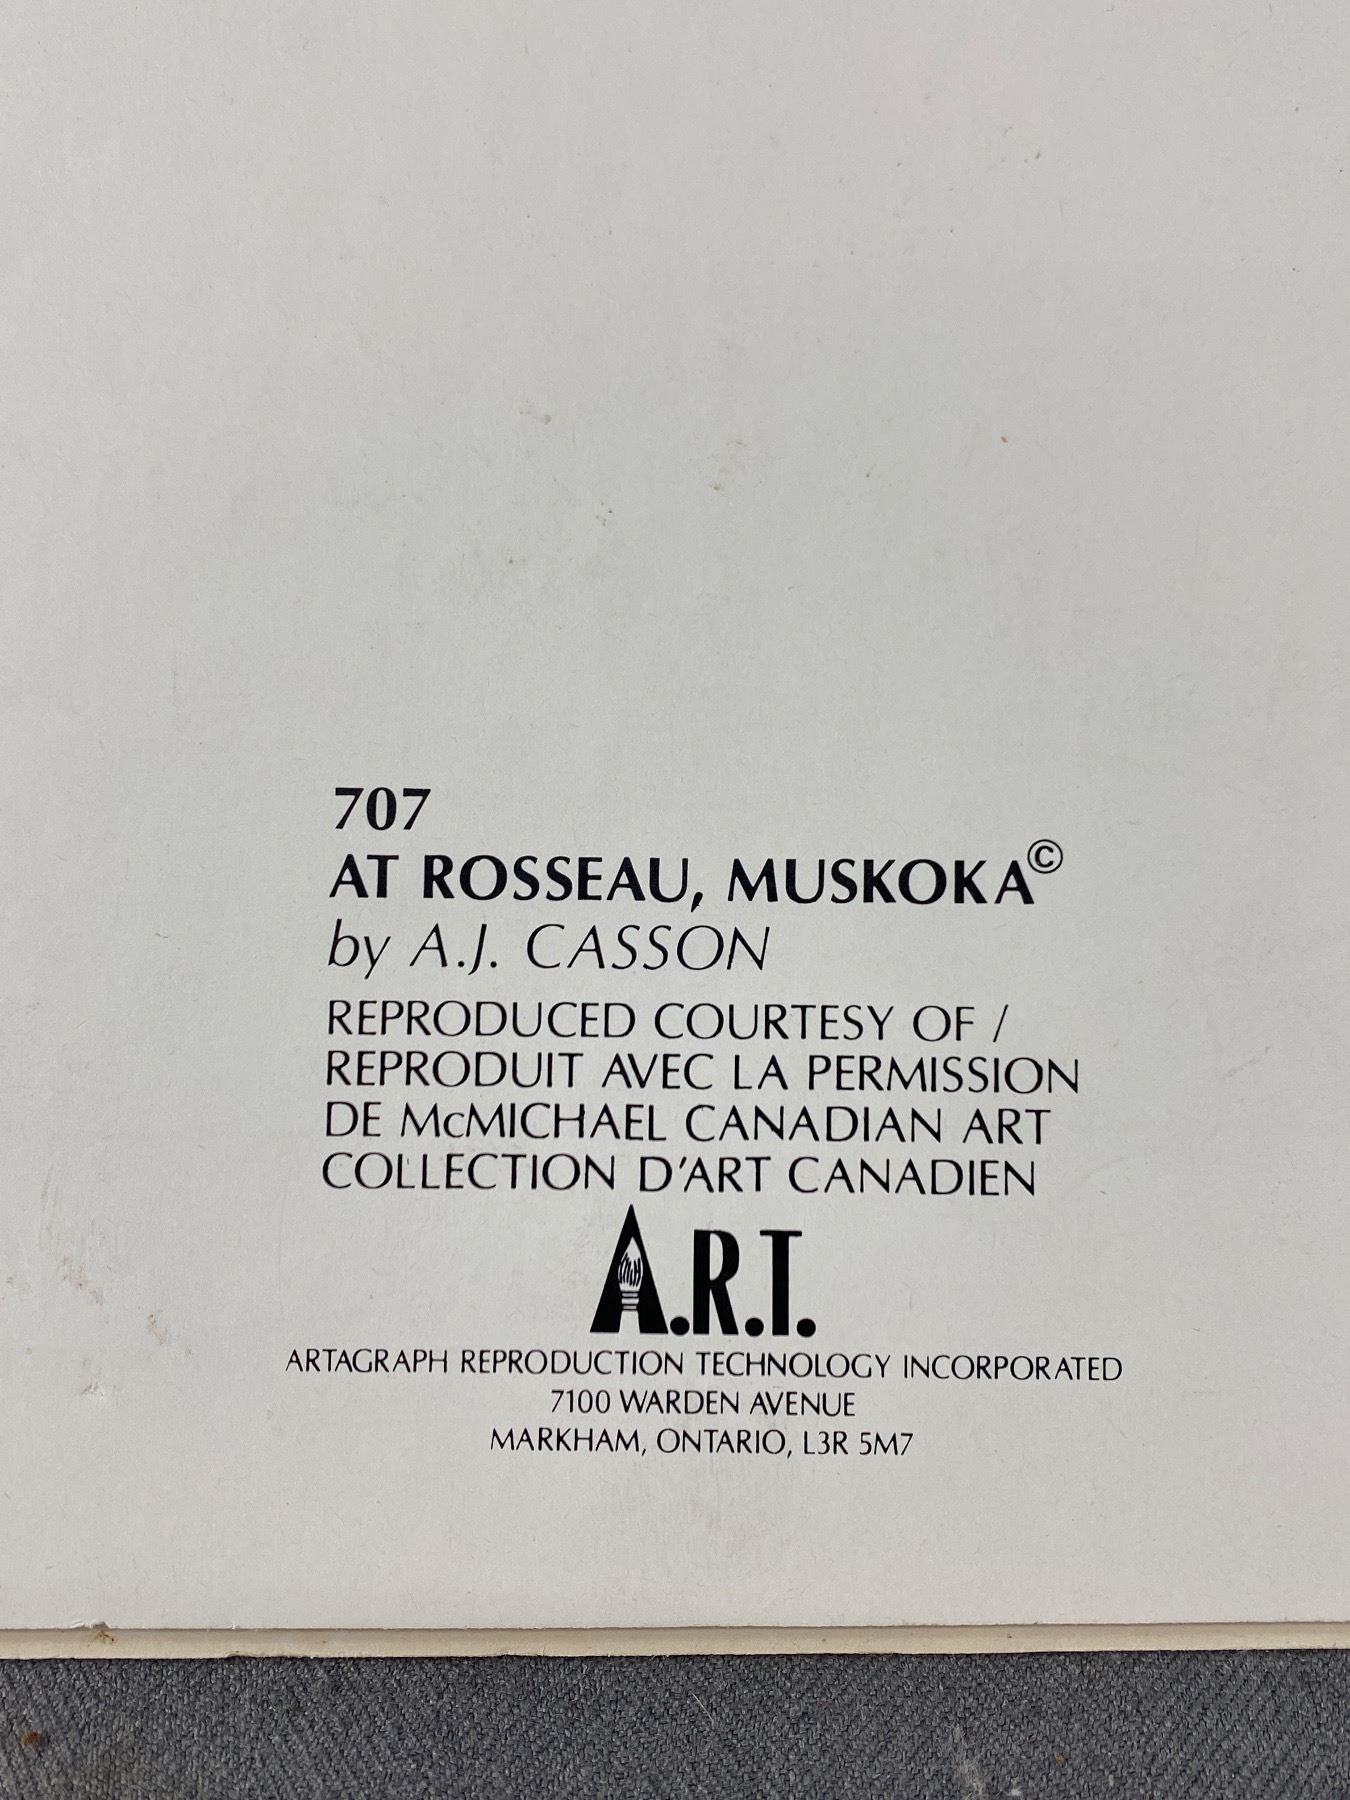 707
AT ROSSEAU, MUSKOKA©
by A.J. CASSON
REPRODUCED COURTESY OF /
REPRODUIT AVEC LA PERMISSION
DE McMICHAEL CANADIAN ART
COLLECTION D'ART CANADIEN
A.R.T.
ARTAGRAPH REPRODUCTION TECHNOLOGY INCORPORATED
7100 WARDEN AVENUE
MARKHAM, ONTARIO, L3R 5M7